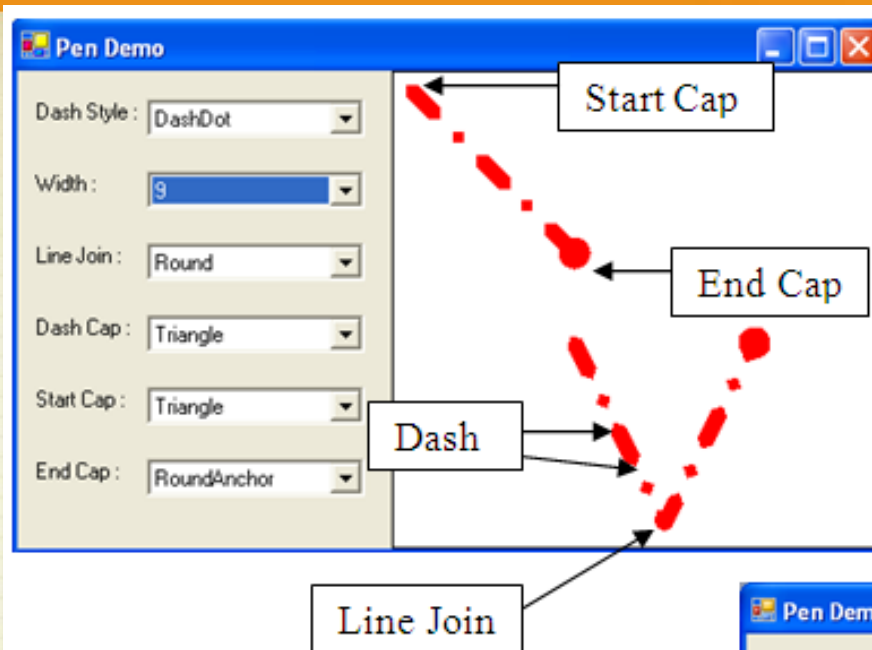 Pen Demo
Start Cap
Dash Style : DashDot
Width : 9
Line Join : Round
End Cap
Dash Cap : Triangle
Start Cap : Triangle
Dash
End Cap : RoundAnchor
Line Join
Pen Dem